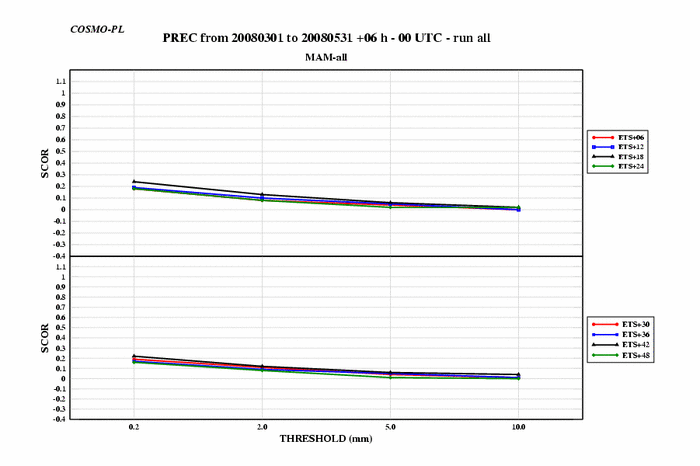 COSMO-PL
PREC from 20080301 to 20080531 +06 h - 00 UTC - run all
MAM-all
1.1
1
0.9
0.8
0.7
0.6
0.5
0.4
0.3
0.2
0.1
0
-0.1
-0.2
-0.3
-0.4
SCOR
ETS+06
ETS+12
ETS+18
ETS+24
1.1
1
0.9
0.8
0.7
0.6
0.5
0.4
0.3
0.2
0.1
0
-0.1
-0.2
-0.3
-0.4
SCOR
ETS+30
ETS+36
ETS+42
ETS+48
0.2 2.0 5.0 10.0
THRESHOLD (mm)